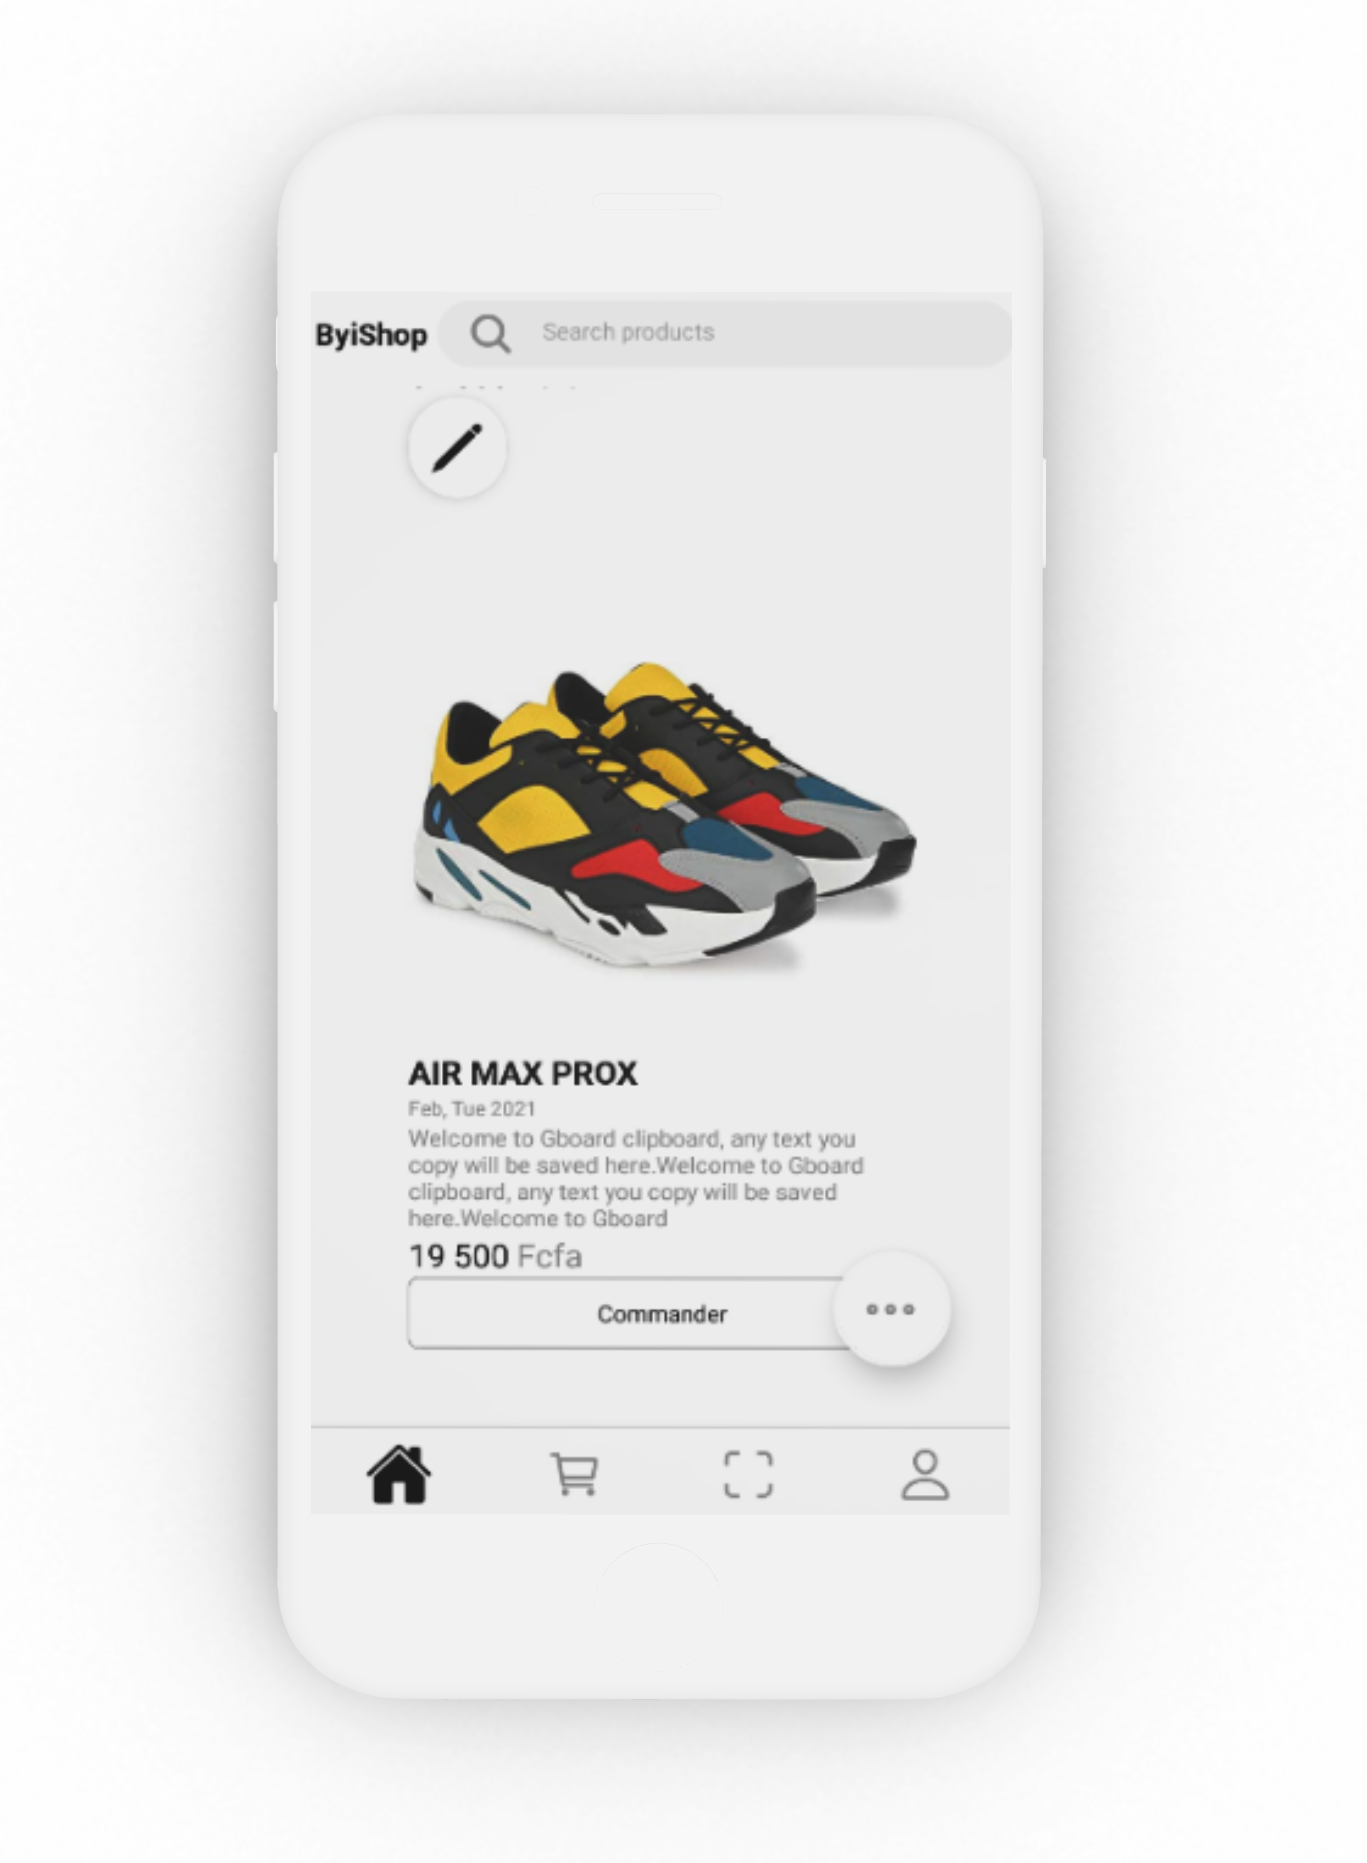 ByiShop
Search products
AIR MAX PROX
Feb, Tue 2021
Welcome to Gboard clipboard, any text you
copy will be saved here.Welcome to Gboard
clipboard, any text you copy will be saved
here.Welcome to Gboard
19 500 Fcfa
Commander